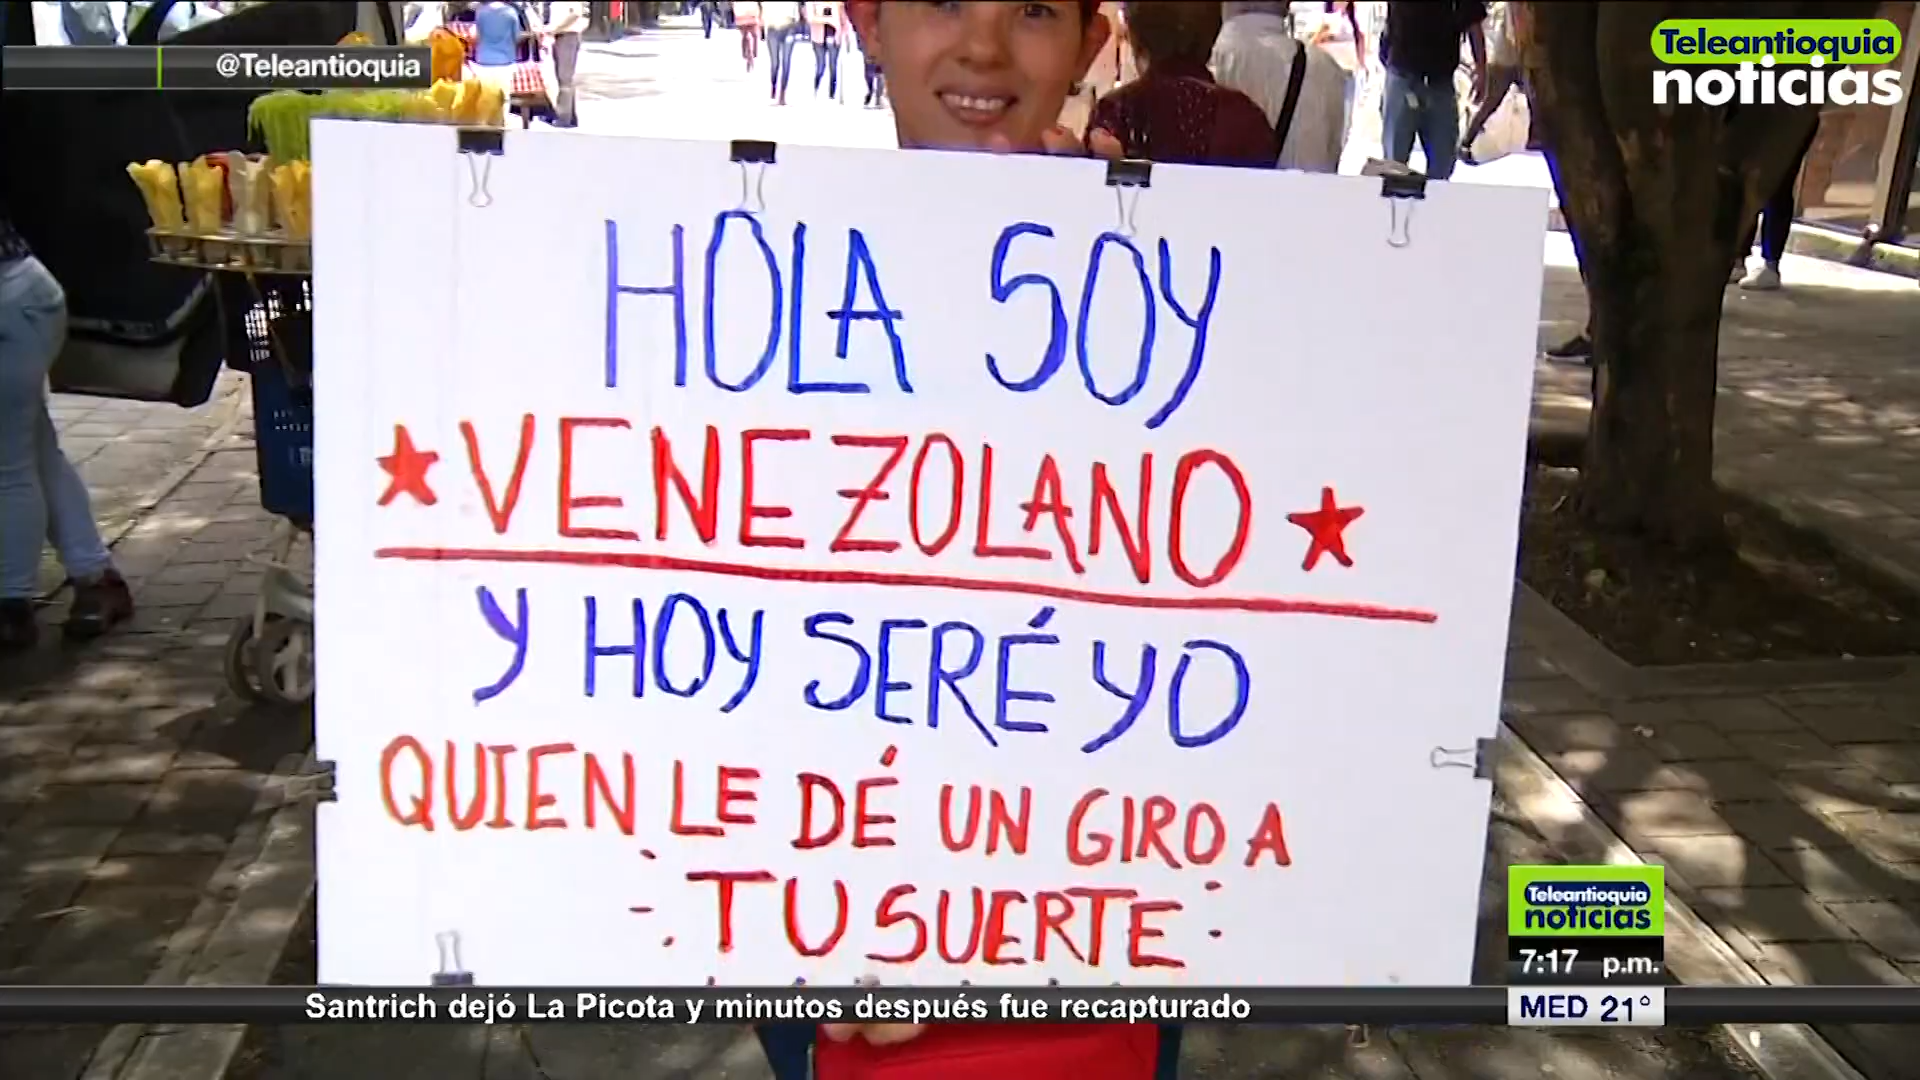 @Teleantioquia
Teleantioquia
noticias
HOLA SOY
VENEZOLANO
Y HOY SERÉ YO
QUIEN LE DÉ UN GIRO A
TU SUERTE
Teleantioquia
noticias
7:17 p.m.
Santrich dejó La Picota y minutos después fue recapturado
MED 21°